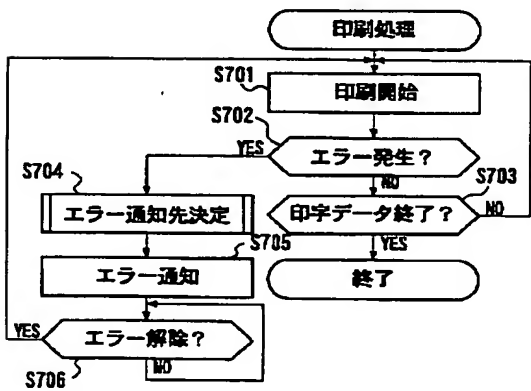 印刷処理
S701
印刷開始
S702
エラー発生？
YES
NO
S703
印字データ終了？
NO
YES
終了
S704
エラー通知先決定
S705
エラー通知
エラー解除？
YES
NO
S706